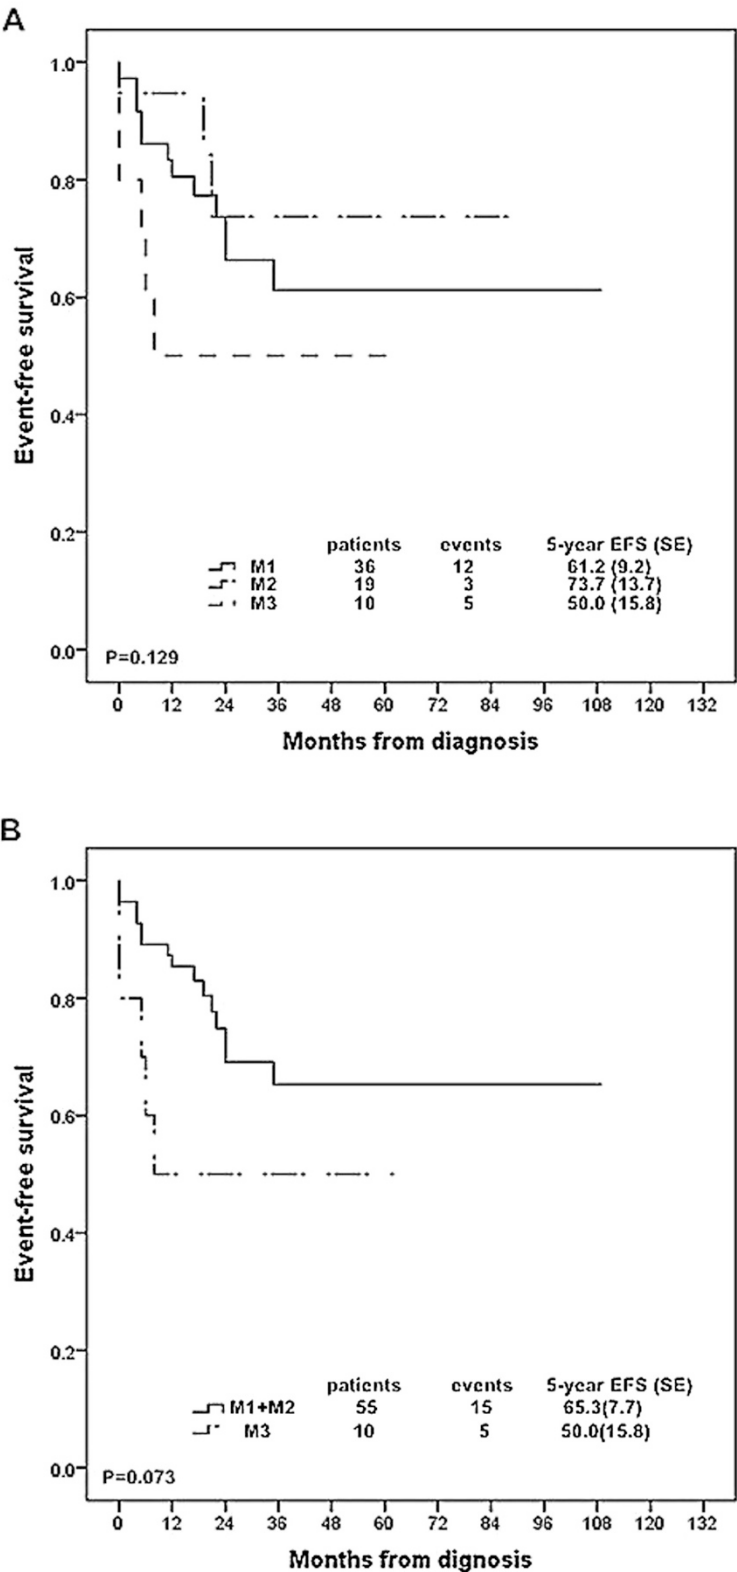 A
1.0
0.8
0.6
0.4
0.2
0.0
Event-free survival
patients events 5-year EFS (SE)
M1 36 12 61.2 (9.2)
M2 19 3 73.7 (13.7)
M3 10 5 50.0 (15.8)
P=0.129
0 12 24 36 48 60 72 84 96 108 120 132
Months from diagnosis
B
1.0
0.8
0.6
0.4
0.2
0.0
Event-free survival
patients events 5-year EFS (SE)
M1+M2 55 15 65.3(7.7)
M3 10 5 50.0(15.8)
P=0.073
0 12 24 36 48 60 72 84 96 108 120 132
Months from dignosis